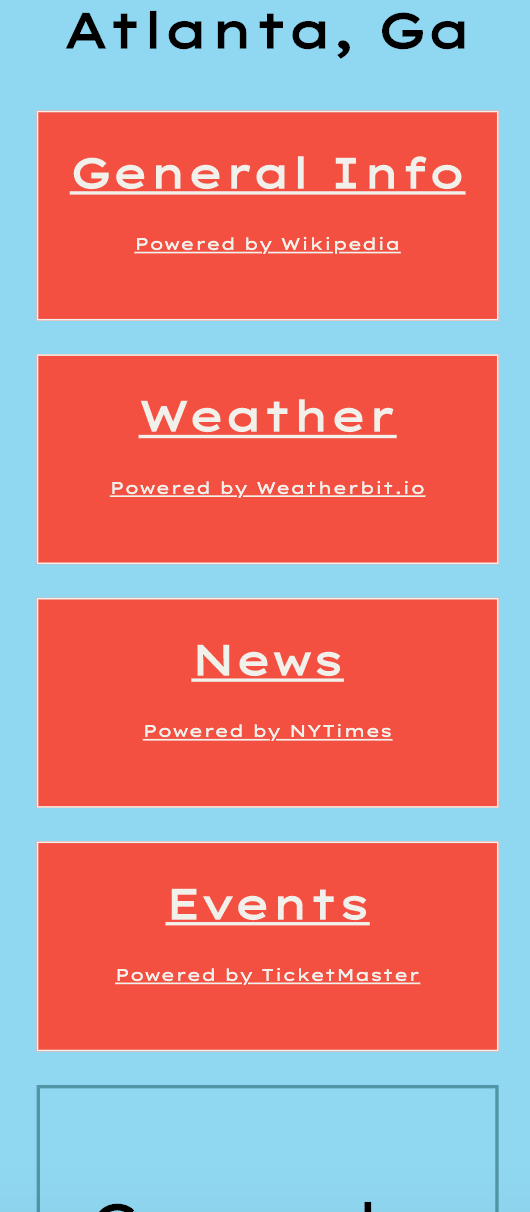 Atlanta, Ga
General Info
Powered by Wikipedia
Weather
Powered by Weatherbit.io
News
Powered by NYTimes
Events
Powered by TicketMaster